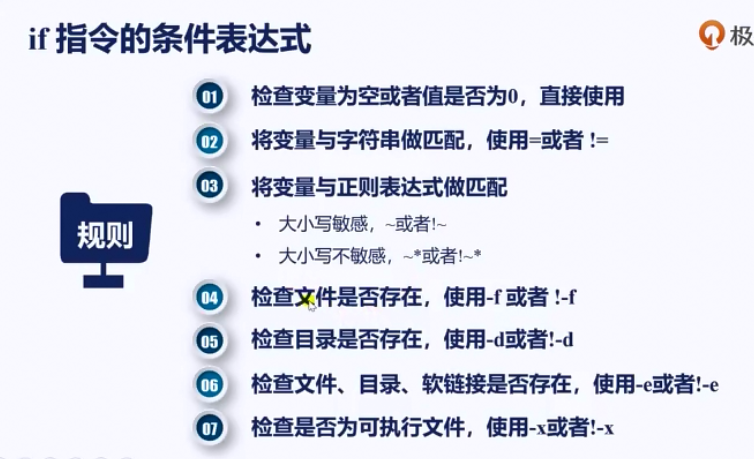 if 指令的条件表达式
极
01 检查变量为空或者值是否为0，直接使用
02 将变量与字符串做匹配，使用=或者 !=
03 将变量与正则表达式做匹配
• 大小写敏感，~或者!~
• 大小写不敏感，~*或者!~*
规则
04 检查文件是否存在，使用-f 或者 !-f
05 检查目录是否存在，使用-d或者!-d
06 检查文件、目录、软链接是否存在，使用-e或者!-e
07 检查是否为可执行文件，使用-x或者!-x